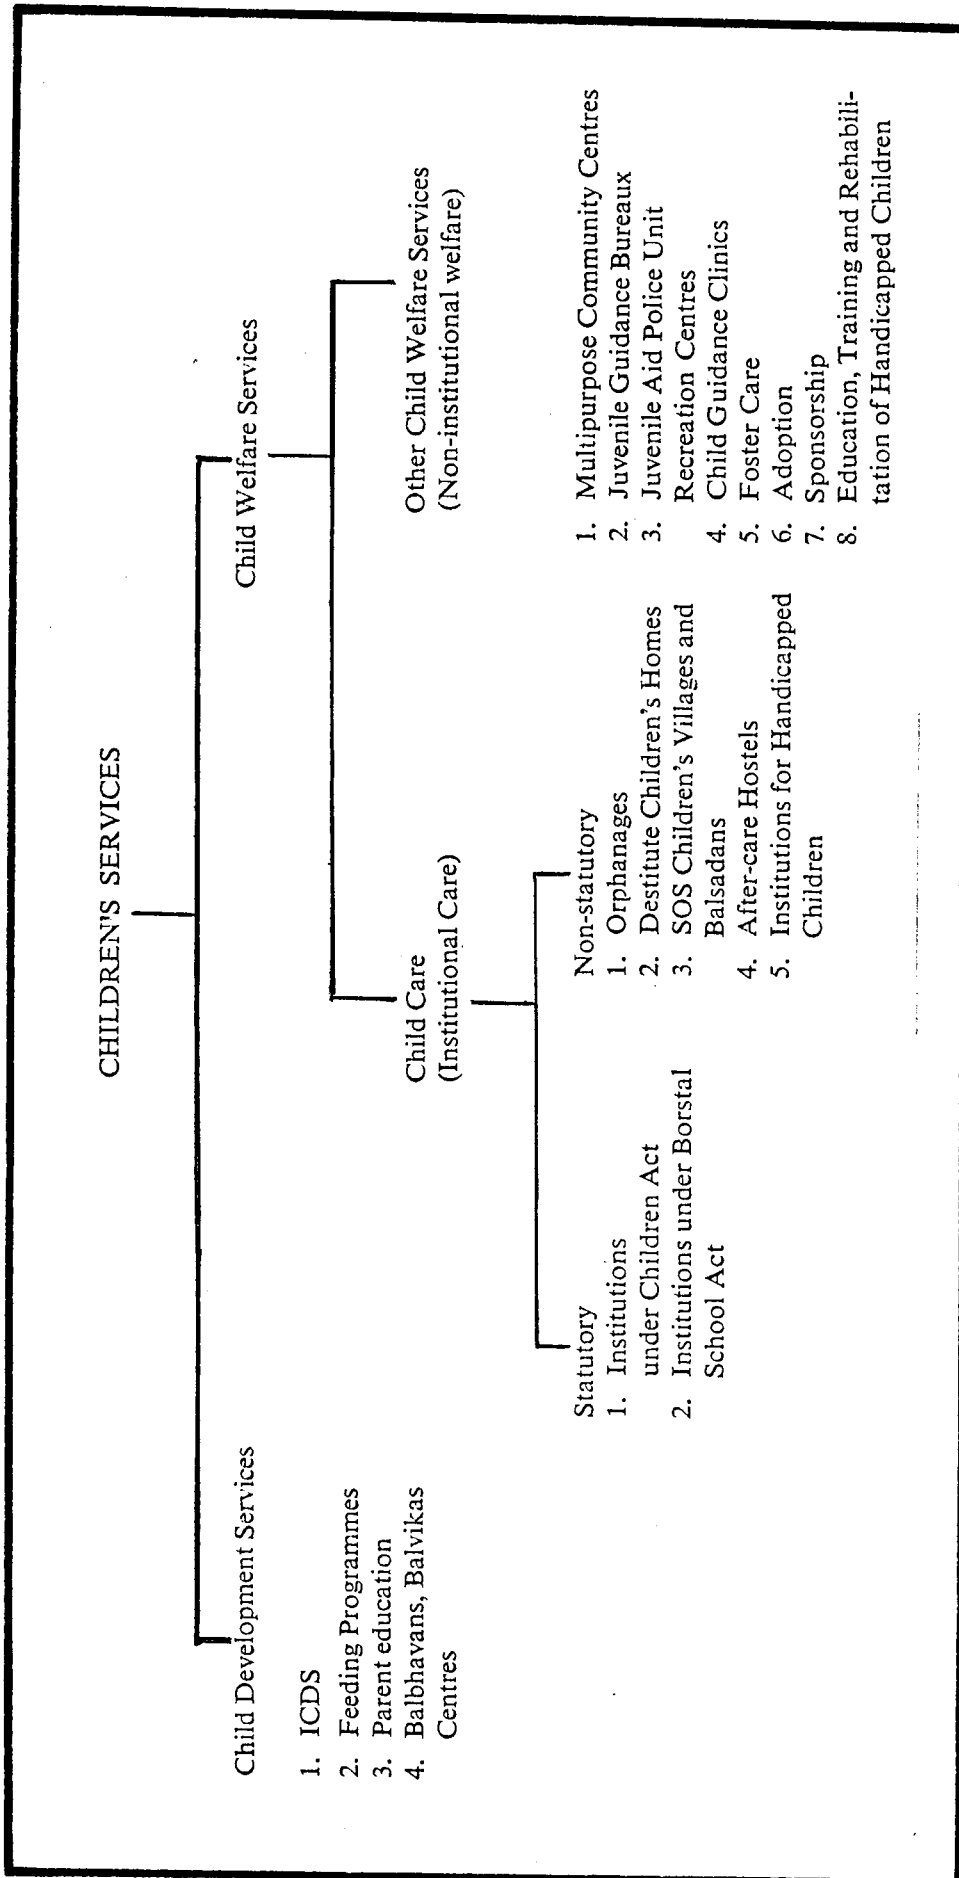 CHILDREN'S SERVICES
Child Development Services
1. ICDS
2. Feeding Programmes
3. Parent education
4. Balbhavans, Balvikas
Centres
Child Welfare Services
Child Care
(Institutional Care)
Statutory
1. Institutions
under Children Act
2. Institutions under Borstal
School Act
Non-statutory
1. Orphanages
2. Destitute Children's Homes
3. SOS Children's Villages and
Balsadans
4. After-care Hostels
5. Institutions for Handicapped
Children
Other Child Welfare Services
(Non-institutional welfare)
1. Multipurpose Community Centres
2. Juvenile Guidance Bureaux
3. Juvenile Aid Police Unit
Recreation Centres
4. Child Guidance Clinics
5. Foster Care
6. Adoption
7. Sponsorship
8. Education, Training and Rehabili-
tation of Handicapped Children